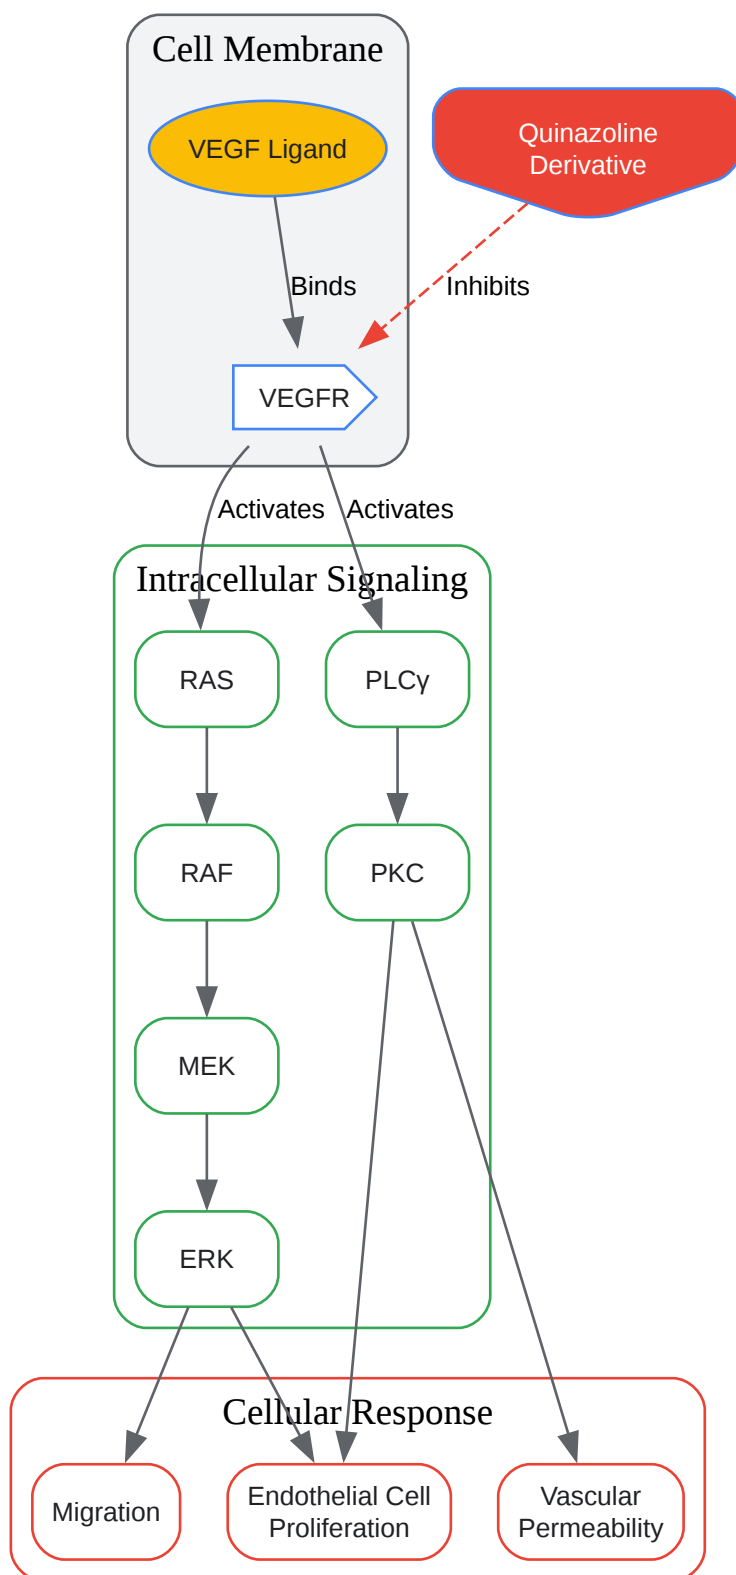 Cell Membrane
VEGF Ligand
Quinazoline
Derivative
Binds
Inhibits
VEGFR
Activates
Activates
Intracellular Signaling
RAS
PLCγ
RAF
PKC
MEK
ERK
Cellular Response
Migration
Endothelial Cell
Proliferation
Vascular
Permeability